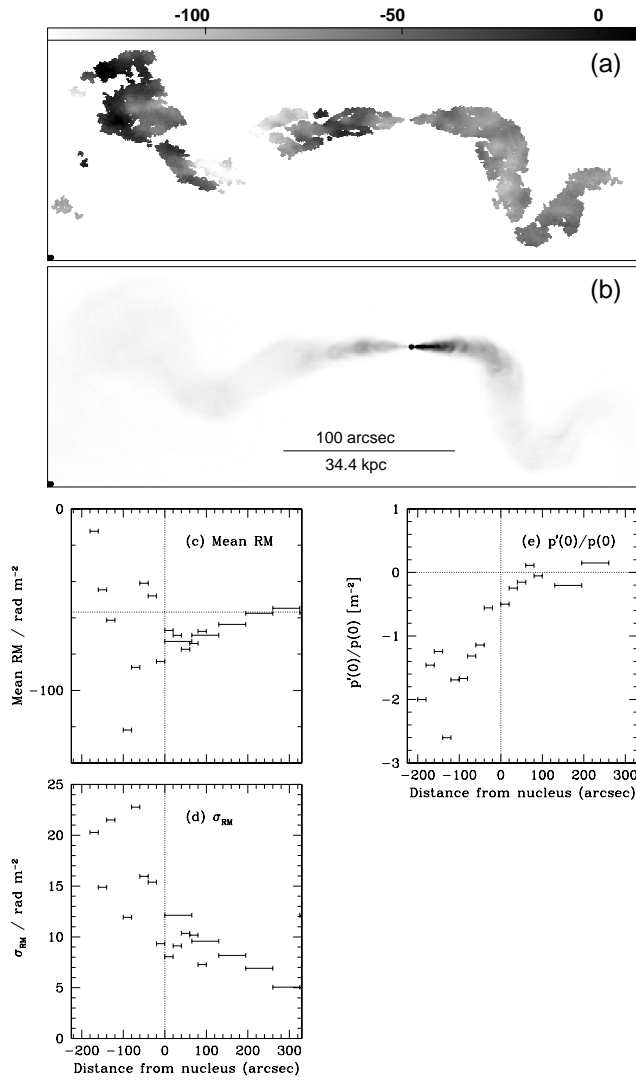 -100 -50 0
(a)
(b)
100 arcsec
34.4 kpc
0
-100
Mean RM / rad m⁻²
(c) Mean RM
1
0
-1
-2
-3
p'(0)/p(0) [m⁻²]
(e) p'(0)/p(0)
-200 -100 0 100 200 300
Distance from nucleus (arcsec)
25
20
15
10
5
0
σRM / rad m⁻²
(d) σRM
-200 -100 0 100 200 300
Distance from nucleus (arcsec)